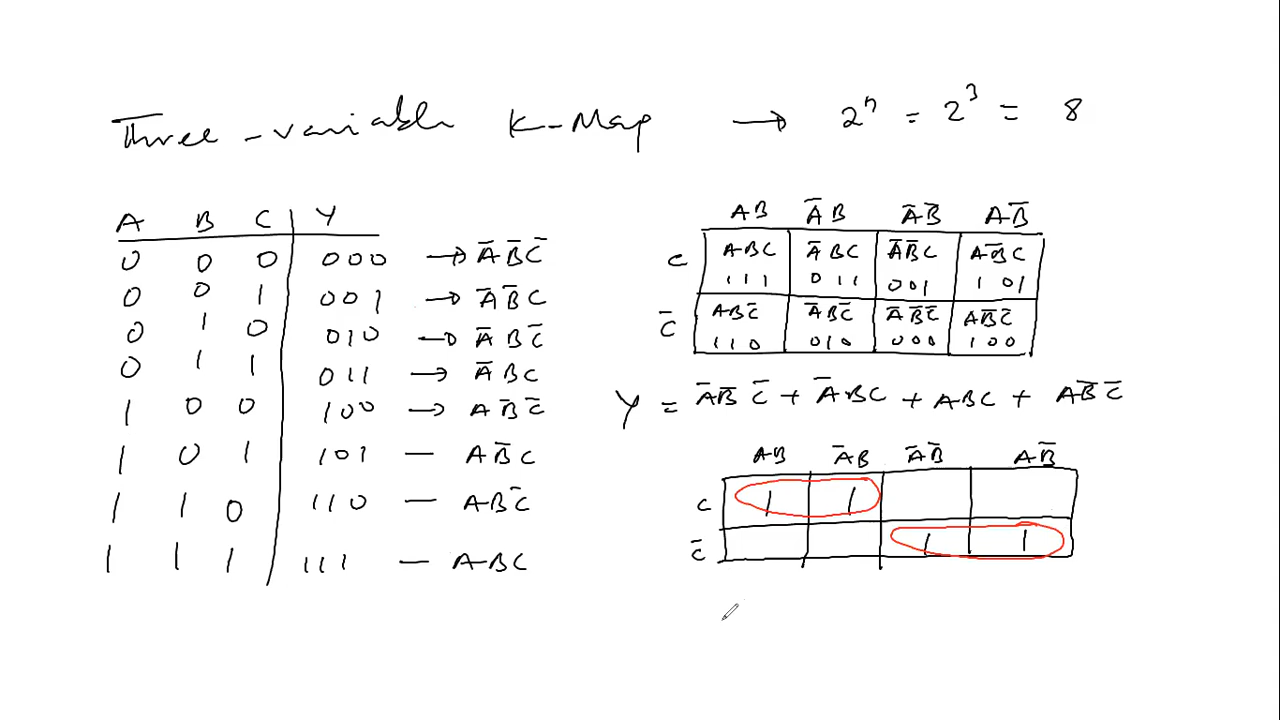 Three-variable K-Map → 2ⁿ = 2³ = 8
A B C Y
0 0 0 000 → A̅B̅C̅
0 0 1 001 → A̅B̅C
0 1 0 010 → A̅BC̅
0 1 1 011 → A̅BC
1 0 0 100 → AB̅C̅
1 0 1 101 — AB̅C
1 1 0 110 — ABC̅
1 1 1 111 — ABC
AB A̅B A̅B̅ AB̅
C ABC A̅BC A̅B̅C AB̅C
111 011 001 101
C̅ ABC̅ A̅BC̅ A̅B̅C̅ AB̅C̅
110 010 000 100
Y = A̅B̅C̅ + A̅BC + ABC + AB̅C̅
AB A̅B A̅B̅ AB̅
C 1 1
C̅ 1 1